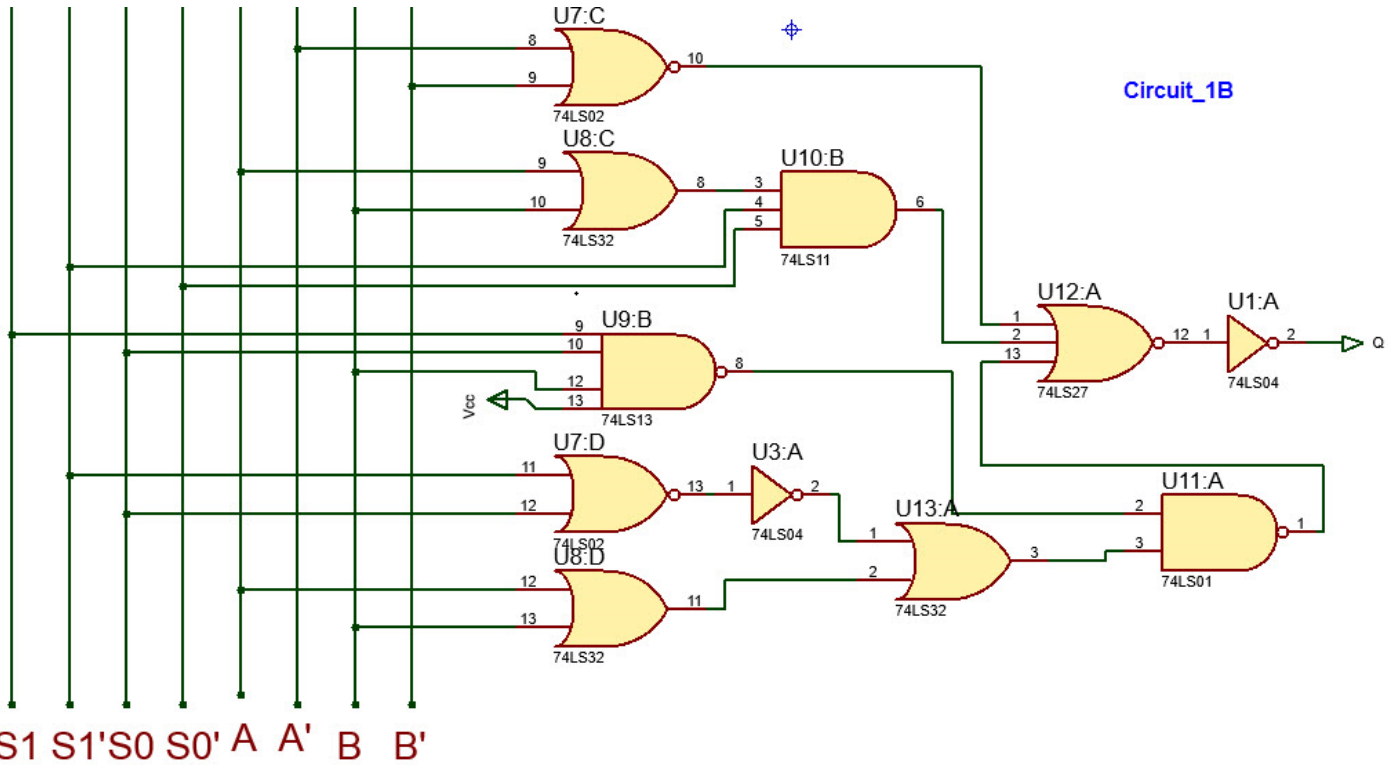 U7:C
8
9
10
74LS02
Circuit_1B
U8:C
9
10
8
74LS32
U10:B
3
4
5
6
74LS11
U9:B
9
10
12
13
8
74LS13
Vcc
U12:A
1
2
13
12
74LS27
U1:A
1
2
74LS04
Q
U7:D
11
12
13
74LS02
U3:A
1
2
74LS04
U8:D
12
13
11
74LS32
U13:A
1
2
3
74LS32
U11:A
2
3
1
74LS01
S1 S1' S0 S0' A A' B B'